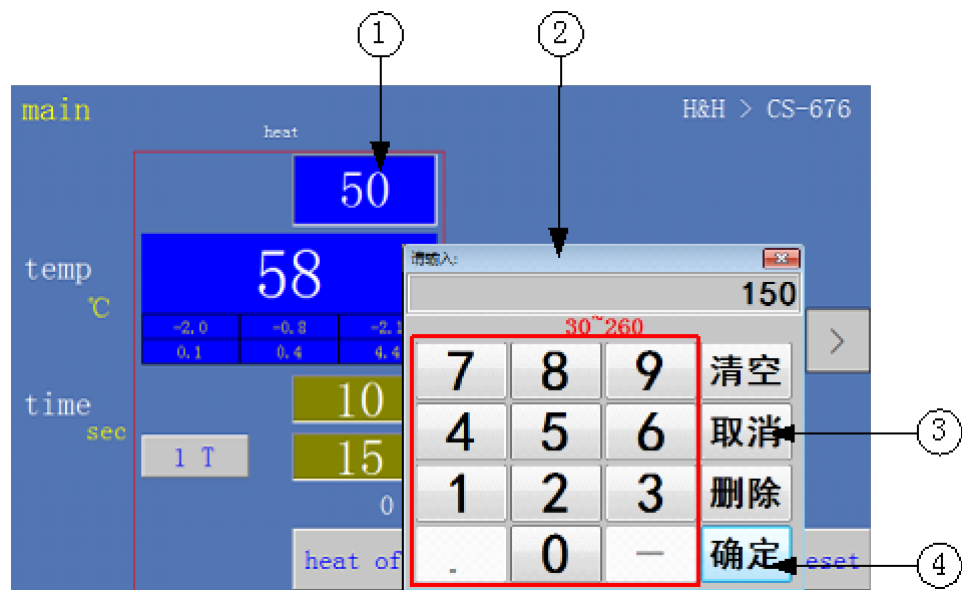 1 2
main
H&H > CS-676
heat
50
temp
℃
58
-2.0 -0.8 -2.1
0.1 0.4 4.4
请输入:
150
30~260
7 8 9 清空
4 5 6 取消
1 2 3 删除
. 0 — 确定
>
time
sec
10
1 T
15
0
heat of
eset
3
4